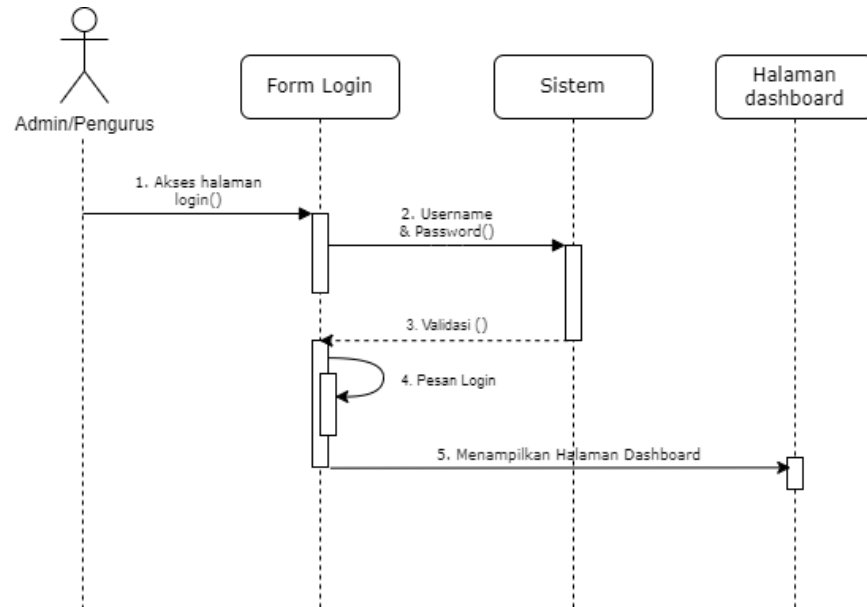 Admin/Pengurus
Form Login
Sistem
Halaman
dashboard
1. Akses halaman
login()
2. Username
& Password()
3. Validasi ()
4. Pesan Login
5. Menampilkan Halaman Dashboard